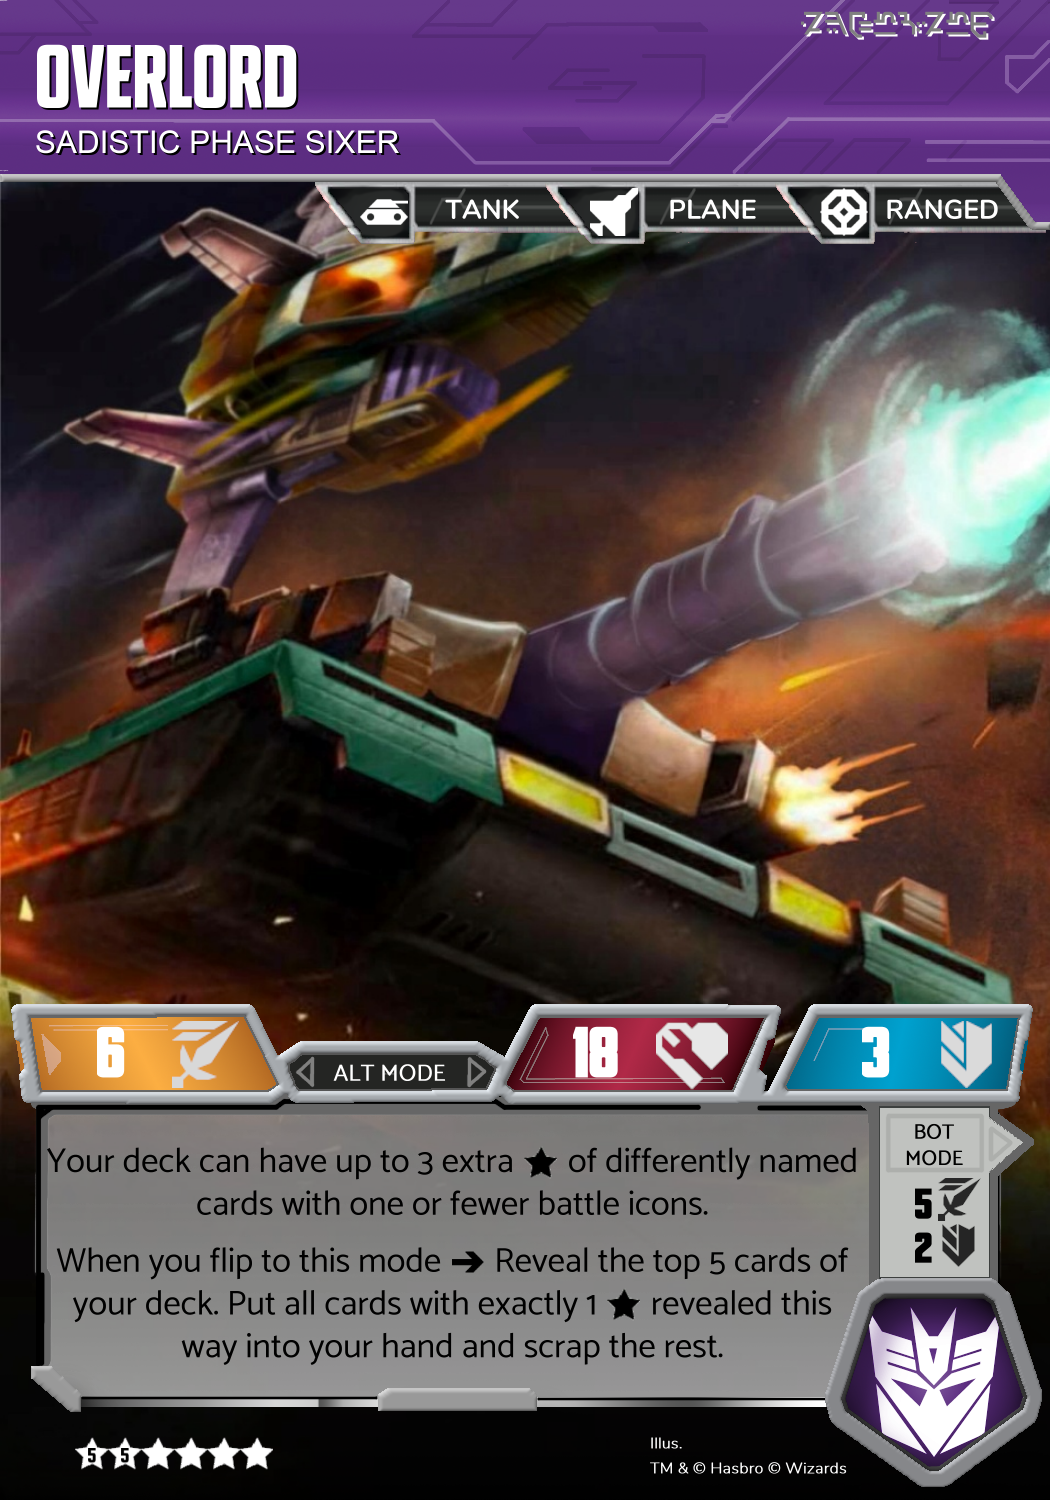 OVERLORD
SADISTIC PHASE SIXER
TANK PLANE RANGED
6 ALT MODE 18 3
Your deck can have up to 3 extra ★ of differently named
cards with one or fewer battle icons.
When you flip to this mode ➔ Reveal the top 5 cards of
your deck. Put all cards with exactly 1 ★ revealed this
way into your hand and scrap the rest.
BOT
MODE
5
2
5 5
Illus.
TM & © Hasbro © Wizards